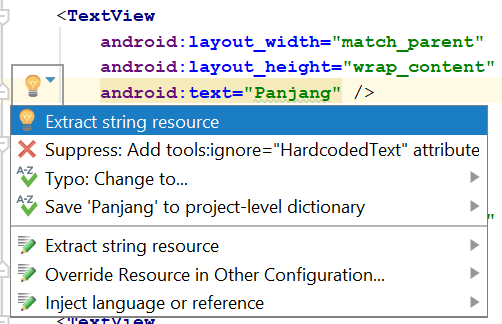 <TextView
android:layout_width="match_parent"
android:layout_height="wrap_content"
android:text="Panjang" />
Extract string resource
Suppress: Add tools:ignore="HardcodedText" attribute
Typo: Change to...
Save 'Panjang' to project-level dictionary
"
Extract string resource
Override Resource in Other Configuration...
Inject language or reference
<TextView